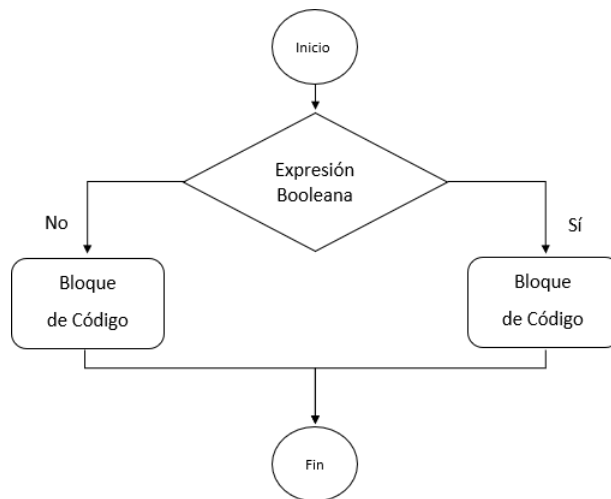 Inicio
Expresión
Booleana
No
Sí
Bloque
de Código
Bloque
de Código
Fin